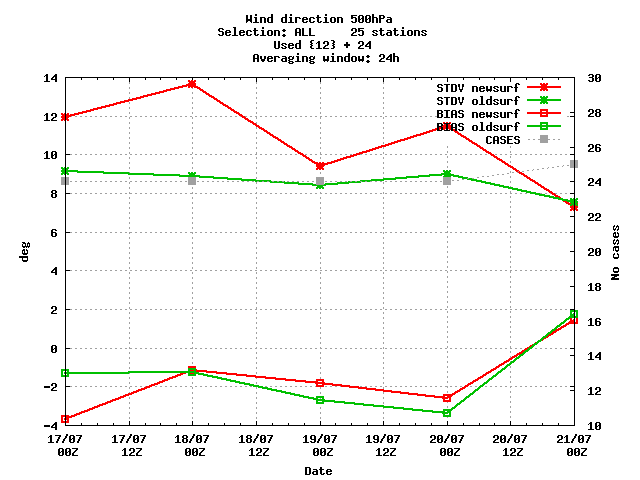 Wind direction 500hPa
Selection: ALL     25 stations
Used {12} + 24
Averaging window: 24h
STDV newsurf
STDV oldsurf
BIAS newsurf
BIAS oldsurf
CASES
14
12
10
8
6
4
2
0
-2
-4
deg
30
28
26
24
22
20
18
16
14
12
10
No cases
17/07 17/07 18/07 18/07 19/07 19/07 20/07 20/07 21/07
00Z 12Z 00Z 12Z 00Z 12Z 00Z 12Z 00Z
Date